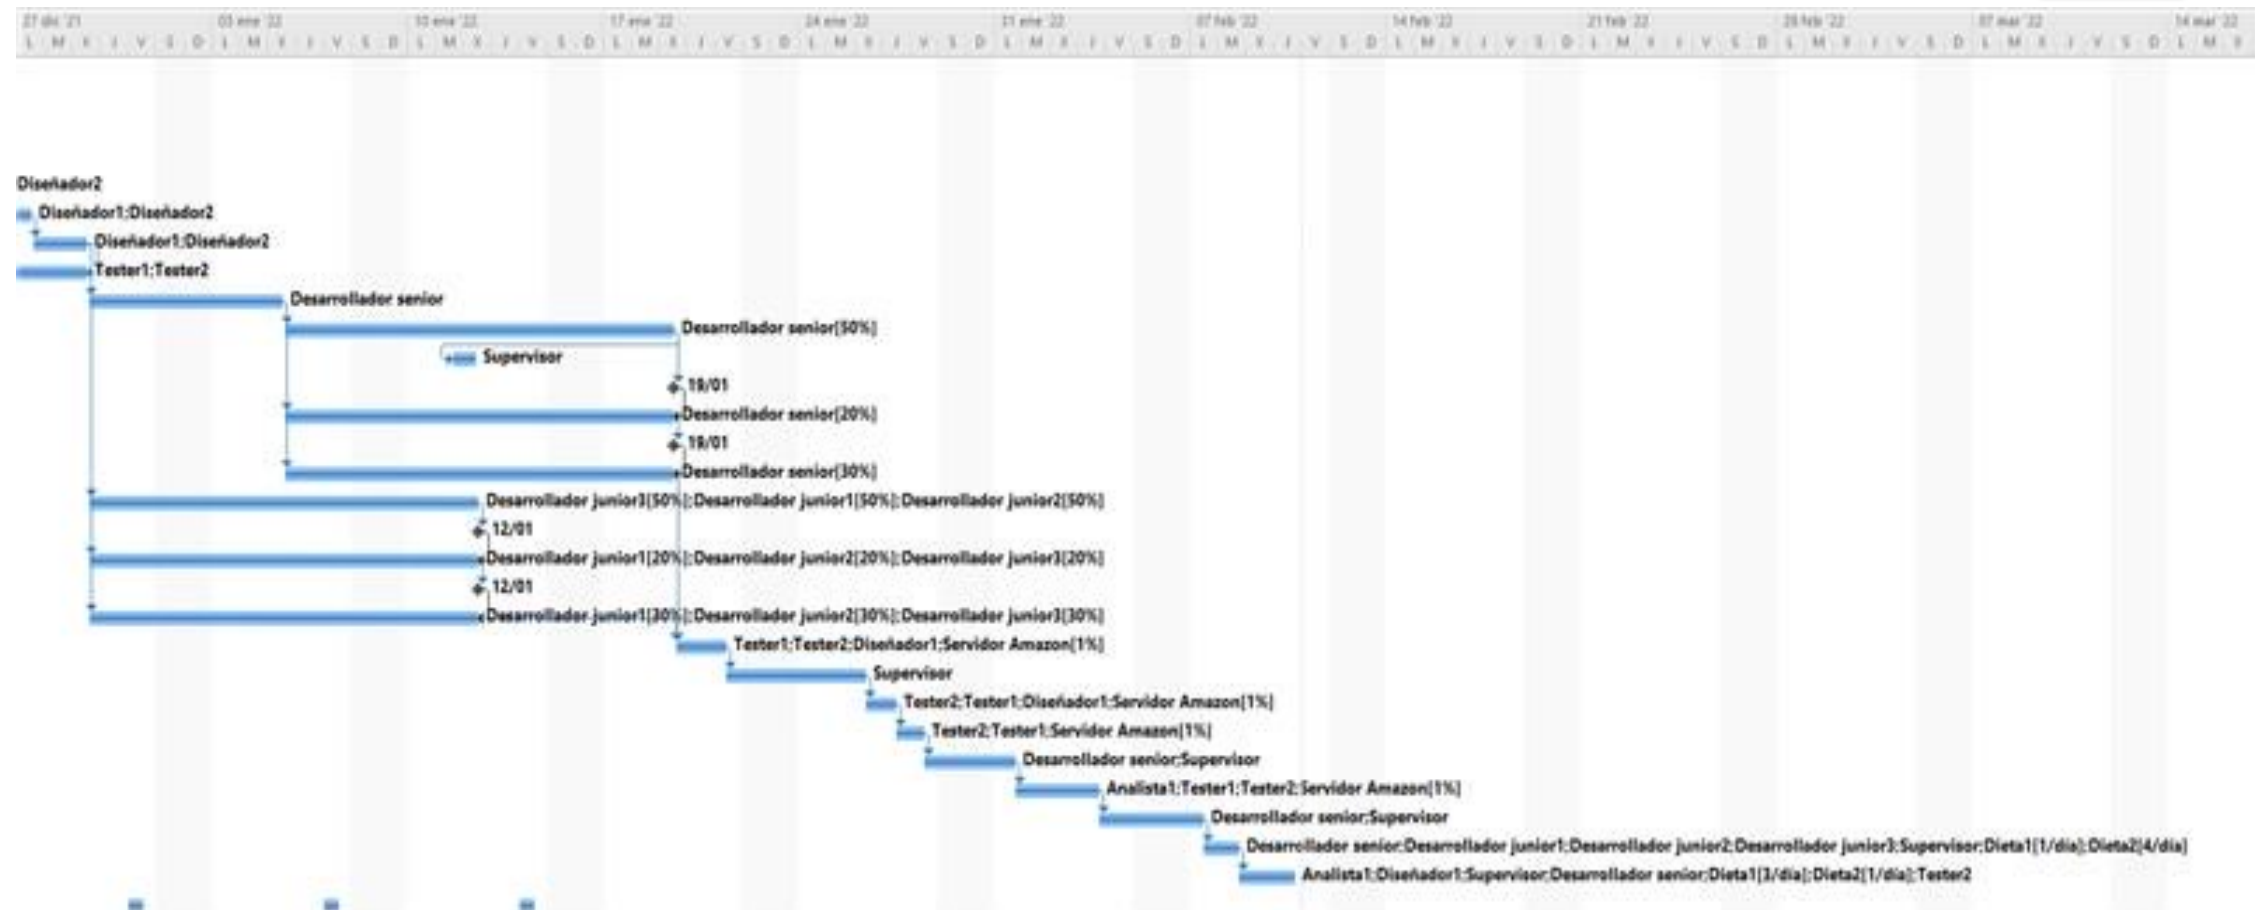 27 dic '21 03 ene '22 10 ene '22 17 ene '22 24 ene '22 31 ene '22 07 feb '22 14 feb '22 21 feb '22 28 feb '22 07 mar '22 14 mar '22
L M X J V S D L M X J V S D L M X J V S D L M X J V S D L M X J V S D L M X J V S D L M X J V S D L M X J V S D L M X J V S D L M X J V S D L M X J V S D L M X
Diseñador2
Diseñador1;Diseñador2
Diseñador1;Diseñador2
Tester1;Tester2
Desarrollador senior
Desarrollador senior[50%]
Supervisor
19/01
Desarrollador senior[20%]
19/01
Desarrollador senior[30%]
Desarrollador junior3[50%];Desarrollador junior1[50%];Desarrollador junior2[50%]
12/01
Desarrollador junior1[20%];Desarrollador junior2[20%];Desarrollador junior3[20%]
12/01
Desarrollador junior1[30%];Desarrollador junior2[30%];Desarrollador junior3[30%]
Tester1;Tester2;Diseñador1;Servidor Amazon[1%]
Supervisor
Tester2;Tester1;Diseñador1;Servidor Amazon[1%]
Tester2;Tester1;Servidor Amazon[1%]
Desarrollador senior;Supervisor
Analista1;Tester1;Tester2;Servidor Amazon[1%]
Desarrollador senior;Supervisor
Desarrollador senior;Desarrollador junior1;Desarrollador junior2;Desarrollador junior3;Supervisor;Dieta1[1/día];Dieta2[4/día]
Analista1;Diseñador1;Supervisor;Desarrollador senior;Dieta1[3/día];Dieta2[1/día];Tester2